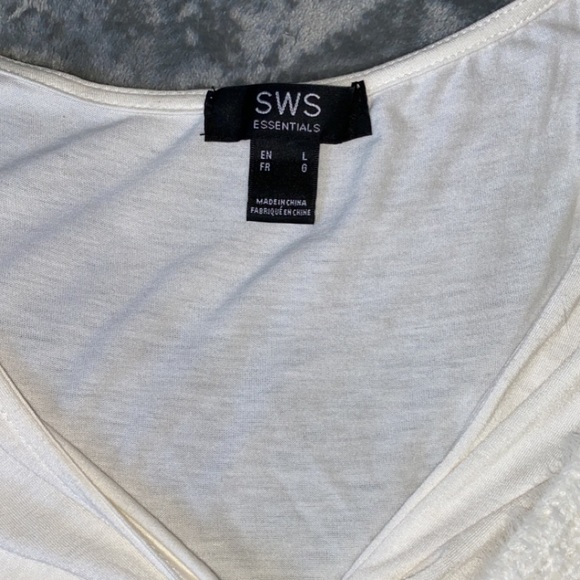 SWS
ESSENTIALS
EN L
FR G
MADE IN CHINA
FABRIQUÉ EN CHINE